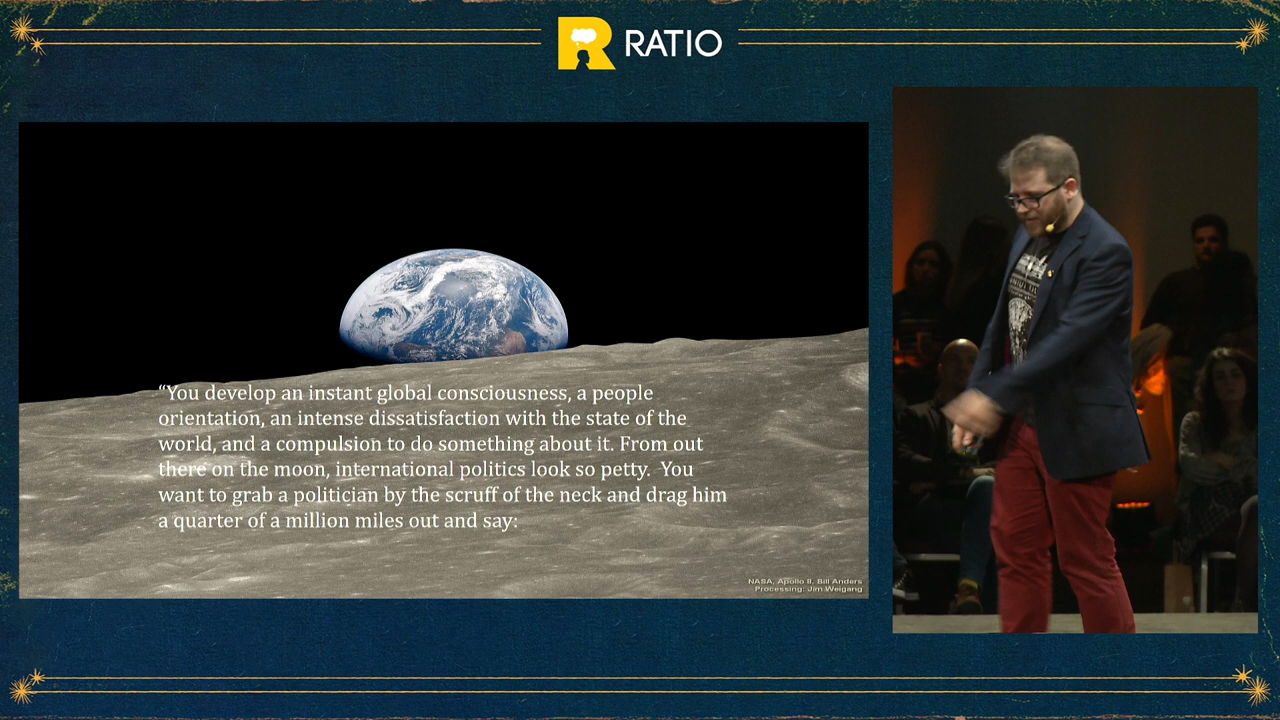 RATIO
“You develop an instant global consciousness, a people
orientation, an intense dissatisfaction with the state of the
world, and a compulsion to do something about it. From out
there on the moon, international politics look so petty.  You
want to grab a politician by the scruff of the neck and drag him
a quarter of a million miles out and say:
NASA, Apollo 8, Bill Anders
Processing: Jim Weigang